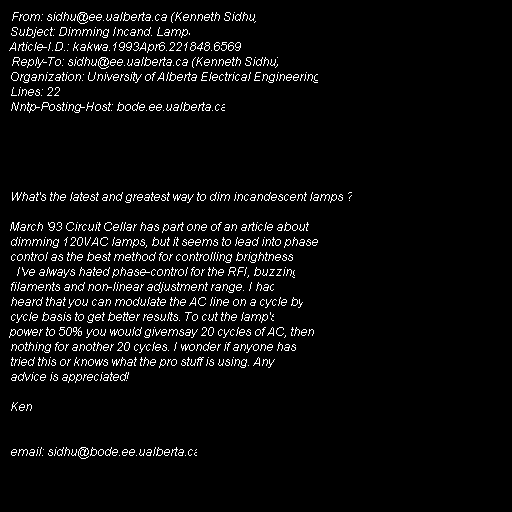 From: sidhu@ee.ualberta.ca (Kenneth Sidhu)
Subject: Dimming Incand. Lamps
Article-I.D.: kakwa.1993Apr6.221848.6569
Reply-To: sidhu@ee.ualberta.ca (Kenneth Sidhu)
Organization: University of Alberta Electrical Engineering
Lines: 22
Nntp-Posting-Host: bode.ee.ualberta.ca
What's the latest and greatest way to dim incandescent lamps ?
March '93 Circuit Cellar has part one of an article about
dimming 120VAC lamps, but it seems to lead into phase
control as the best method for controlling brightness
I've always hated phase-control for the RFI, buzzing
filaments and non-linear adjustment range. I had
heard that you can modulate the AC line on a cycle by
cycle basis to get better results. To cut the lamp's
power to 50% you would givemsay 20 cycles of AC, then
nothing for another 20 cycles. I wonder if anyone has
tried this or knows what the pro stuff is using. Any
advice is appreciated!
Ken
email: sidhu@bode.ee.ualberta.ca